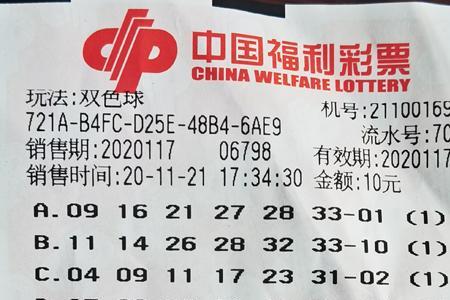 中国福利彩票
CHINA WELFARE LOTTERY
玩法:双色球 机号:21100169
721A-B4FC-D25E-48B4-6AE9 流水号:70
销售期:2020117 06798 有效期:2020117
销售时间:20-11-21 17:34:30 金额:10元
A.09 16 21 27 28 33-01 (1)
B.11 14 26 28 32 33-10 (1)
C.04 09 11 17 23 31-02 (1)